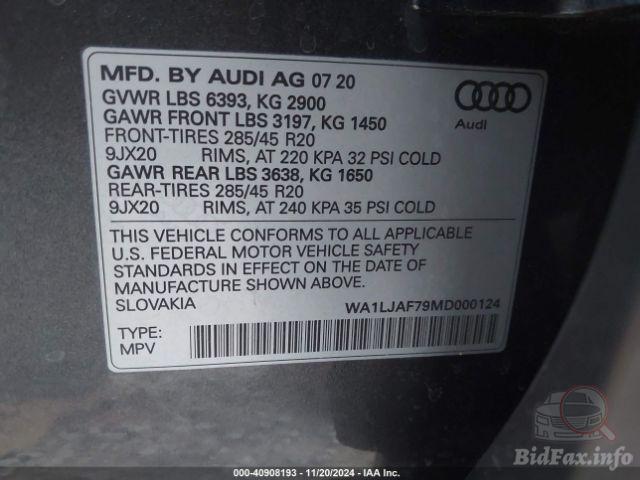 MFD. BY AUDI AG 07 20
GVWR LBS 6393, KG 2900
GAWR FRONT LBS 3197, KG 1450
FRONT-TIRES 285/45 R20
9JX20 RIMS, AT 220 KPA 32 PSI COLD
GAWR REAR LBS 3638, KG 1650
REAR-TIRES 285/45 R20
9JX20 RIMS, AT 240 KPA 35 PSI COLD
Audi
THIS VEHICLE CONFORMS TO ALL APPLICABLE
U.S. FEDERAL MOTOR VEHICLE SAFETY
STANDARDS IN EFFECT ON THE DATE OF
MANUFACTURE SHOWN ABOVE.
SLOVAKIA WA1LJAF79MD000124
TYPE:
MPV
BidFax.info
000-40908193 - 11/20/2024 - IAA Inc.